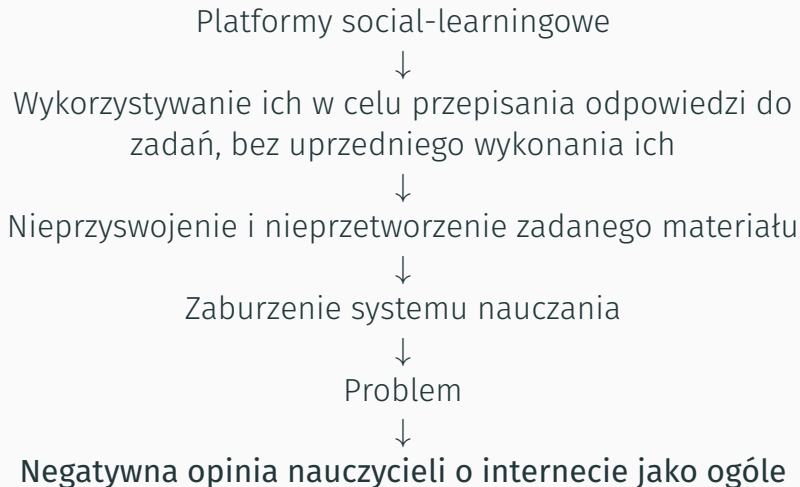 Platformy social-learningowe
↓
Wykorzystywanie ich w celu przepisania odpowiedzi do
zadań, bez uprzedniego wykonania ich
↓
Nieprzyswojenie i nieprzetworzenie zadanego materiału
↓
Zaburzenie systemu nauczania
↓
Problem
↓
Negatywna opinia nauczycieli o internecie jako ogóle